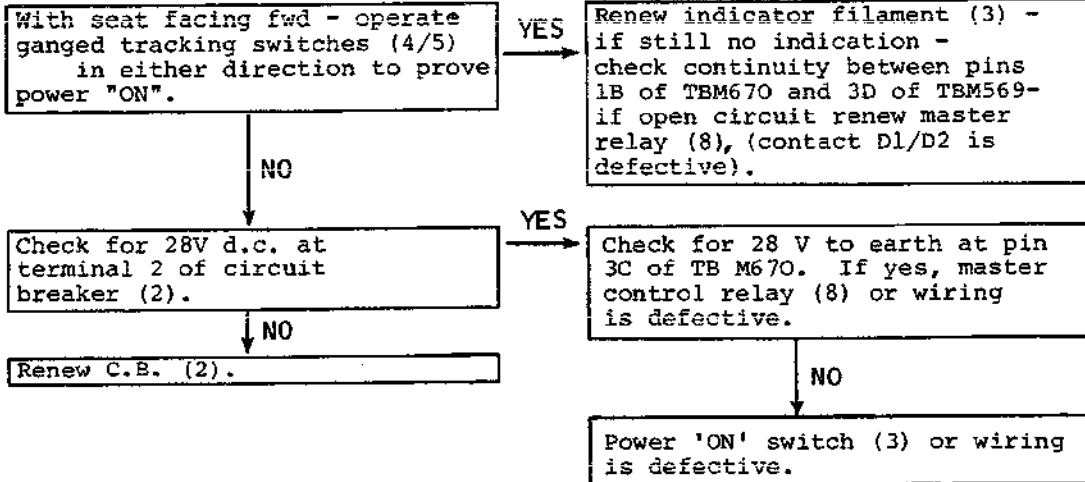 With seat facing fwd - operate
ganged tracking switches (4/5)
in either direction to prove
power "ON".
YES
Renew indicator filament (3) -
if still no indication -
check continuity between pins
1B of TBM670 and 3D of TBM569-
if open circuit renew master
relay (8), (contact D1/D2 is
defective).
NO
Check for 28V d.c. at
terminal 2 of circuit
breaker (2).
YES
Check for 28 V to earth at pin
3C of TB M670. If yes, master
control relay (8) or wiring
is defective.
NO
Renew C.B. (2).
NO
Power 'ON' switch (3) or wiring
is defective.